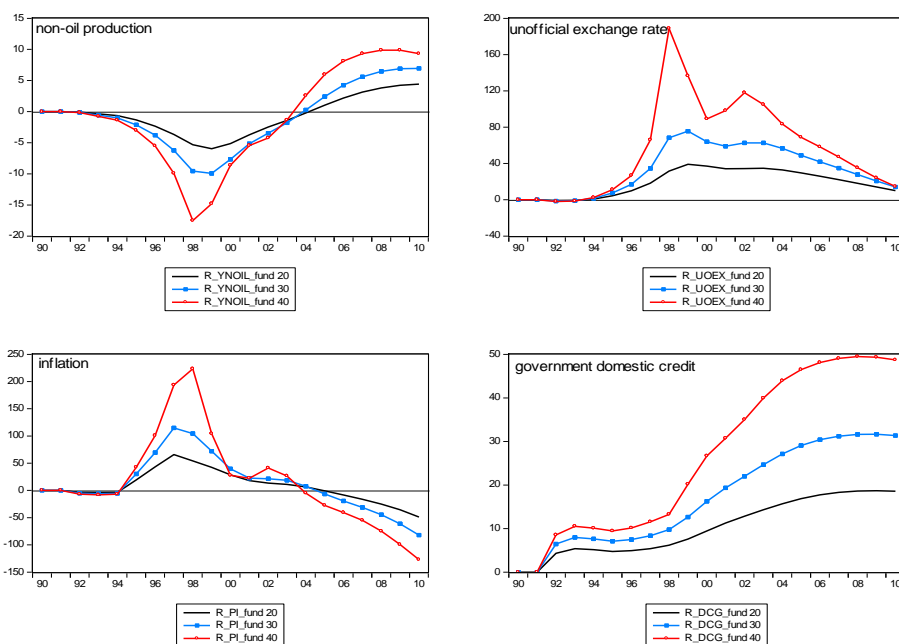 non-oil production
15
10
5
0
-5
-10
-15
-20
90 92 94 96 98 00 02 04 06 08 10
R_YNOIL_fund 20
R_YNOIL_fund 30
R_YNOIL_fund 40
unofficial exchange rate
200
160
120
80
40
0
-40
90 92 94 96 98 00 02 04 06 08 10
R_UOEX_fund 20
R_UOEX_fund 30
R_UOEX_fund 40
inflation
250
200
150
100
50
0
-50
-100
-150
90 92 94 96 98 00 02 04 06 08 10
R_PI_fund 20
R_PI_fund 30
R_PI_fund 40
government domestic credit
50
40
30
20
10
0
90 92 94 96 98 00 02 04 06 08 10
R_DCG_fund 20
R_DCG_fund 30
R_DCG_fund 40